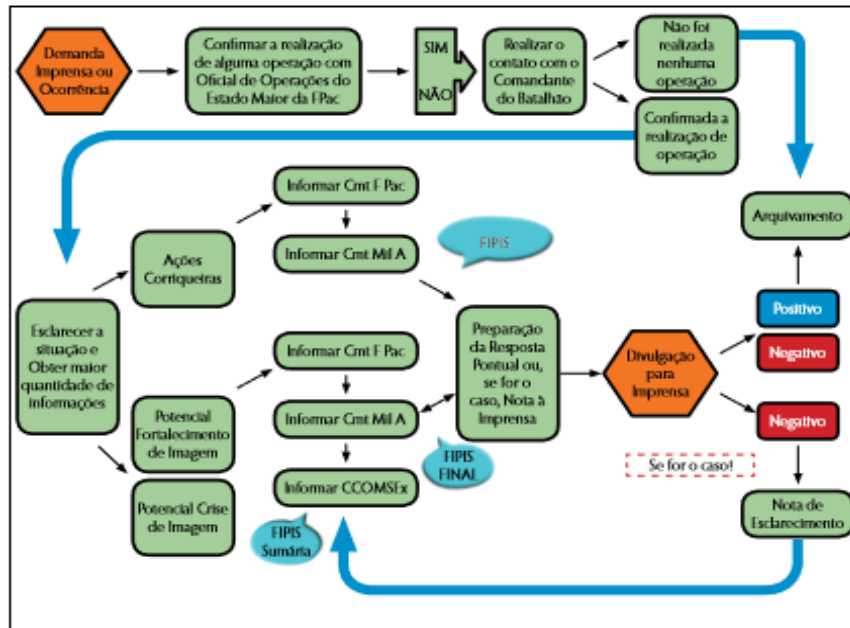 Demanda
Imprensa ou
Ocorrência
Confirmar a realização
de alguma operação com
Oficial de Operações do
Estado Maior da FPac
SIM
NÃO
Realizar o
contato com o
Comandante
do Batalhão
Não foi
realizada
nenhuma
operação
Confirmada a
realização de
operação
Informar Cmt F Pac
Informar Cmt Mil A
FIPIS
Ações
Corriqueiras
Arquivamento
Esclarecer a
situação e
Obter maior
quantidade de
informações
Informar Cmt F Pac
Informar Cmt Mil A
Informar CCOMSEx
Potencial
Fortalecimento
de Imagem
Potencial Crise
de Imagem
FIPIS
Sumária
FIPIS
FINAL
Preparação
da Resposta
Pontual ou,
se for o
caso, Nota à
Imprensa
Divulgação
para
Imprensa
Positivo
Negativo
Negativo
Se for o caso!
Nota de
Esclarecimento